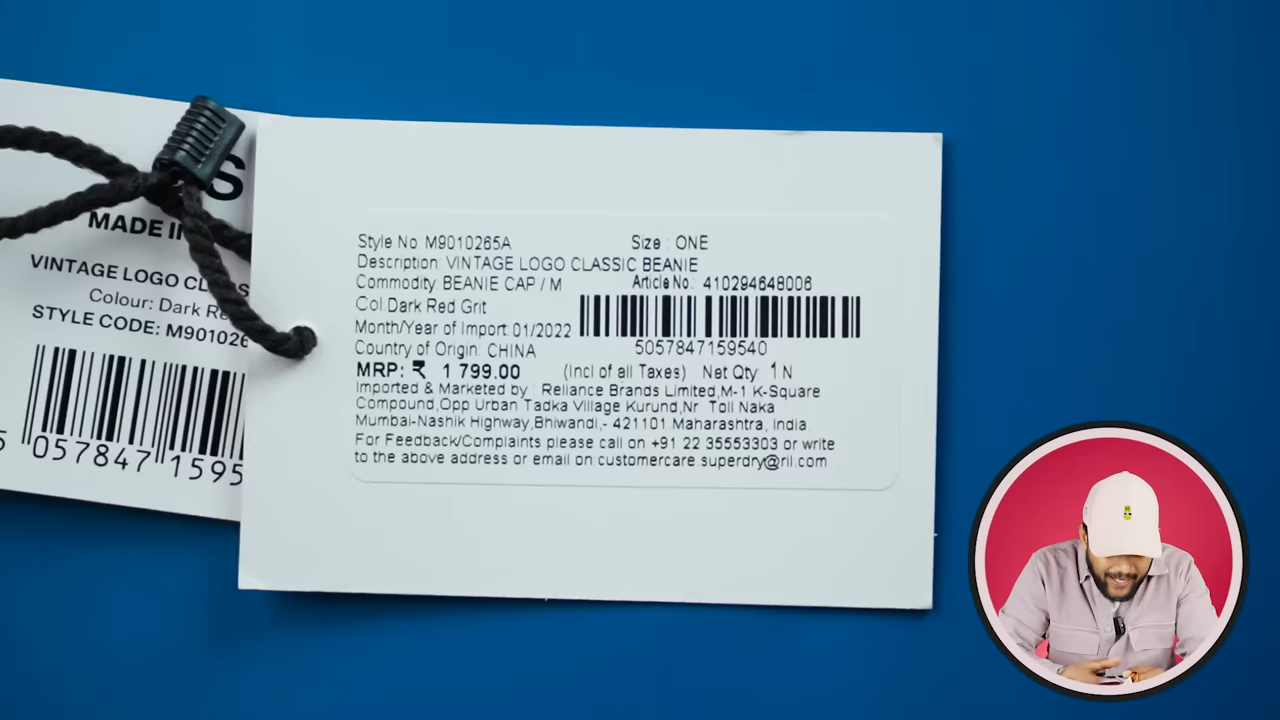 S
MADE
VINTAGE LOGO
Colour: Dark
STYLE CODE: M901026
057847 1595
Style No: M9010265A Size : ONE
Description: VINTAGE LOGO CLASSIC BEANIE
Commodity: BEANIE CAP / M Article No.: 410294648006
Col Dark Red Grit
Month/Year of Import 01/2022
Country of Origin: CHINA 5057847159540
MRP: ₹ 1 799.00 (Incl of all Taxes) Net Qty: 1 N
Imported & Marketed by : Reliance Brands Limited,M-1 K-Square
Compound,Opp Urban Tadka Village Kurund,Nr Toll Naka
Mumbai-Nashik Highway,Bhiwandi,- 421101 Maharashtra, India
For Feedback/Complaints please call on +91 22 35553303 or write
to the above address or email on customercare.superdry@ril.com